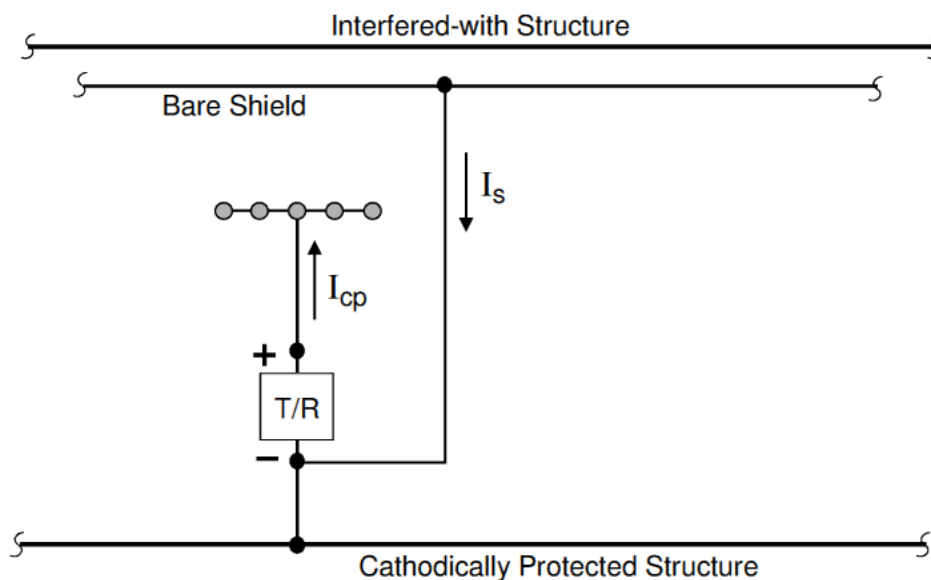 Interfered-with Structure
Bare Shield
Is
Icp
+
T/R
−
Cathodically Protected Structure